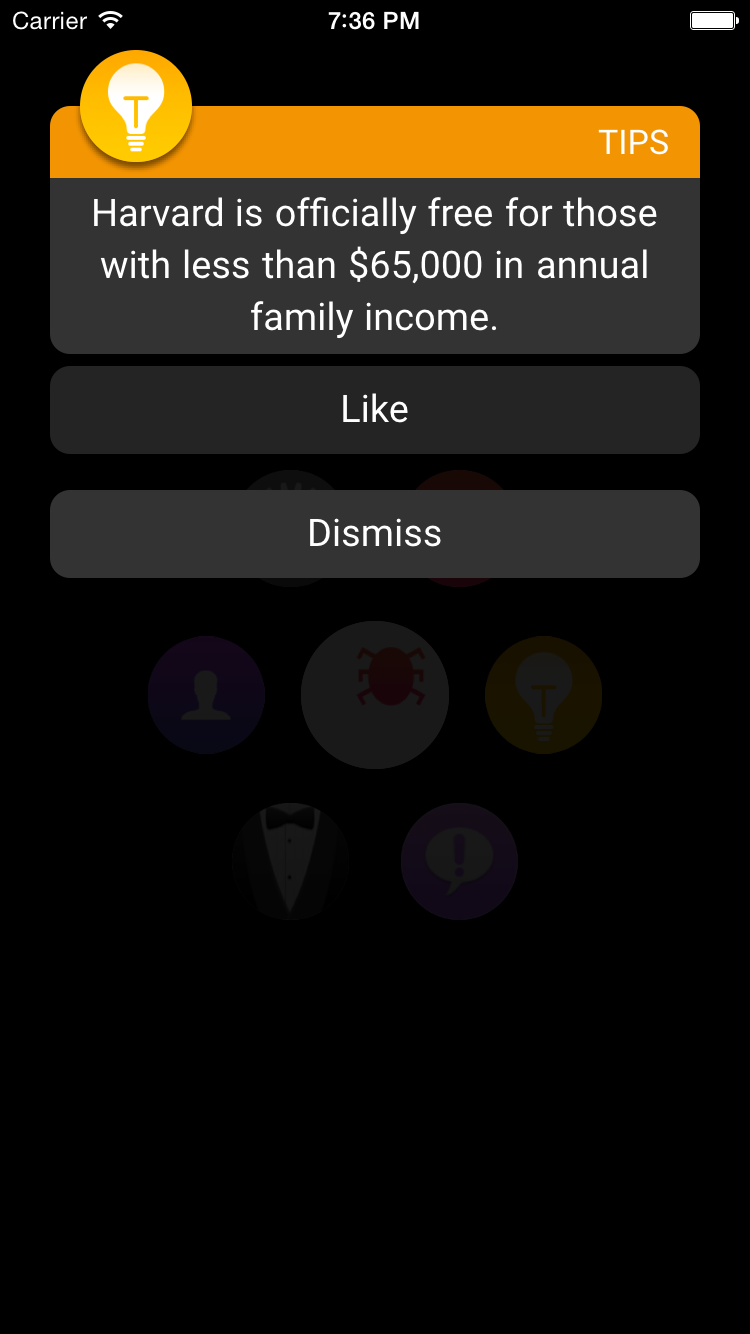 Carrier 7:36 PM
TIPS
Harvard is officially free for those
with less than $65,000 in annual
family income.
Like
Dismiss